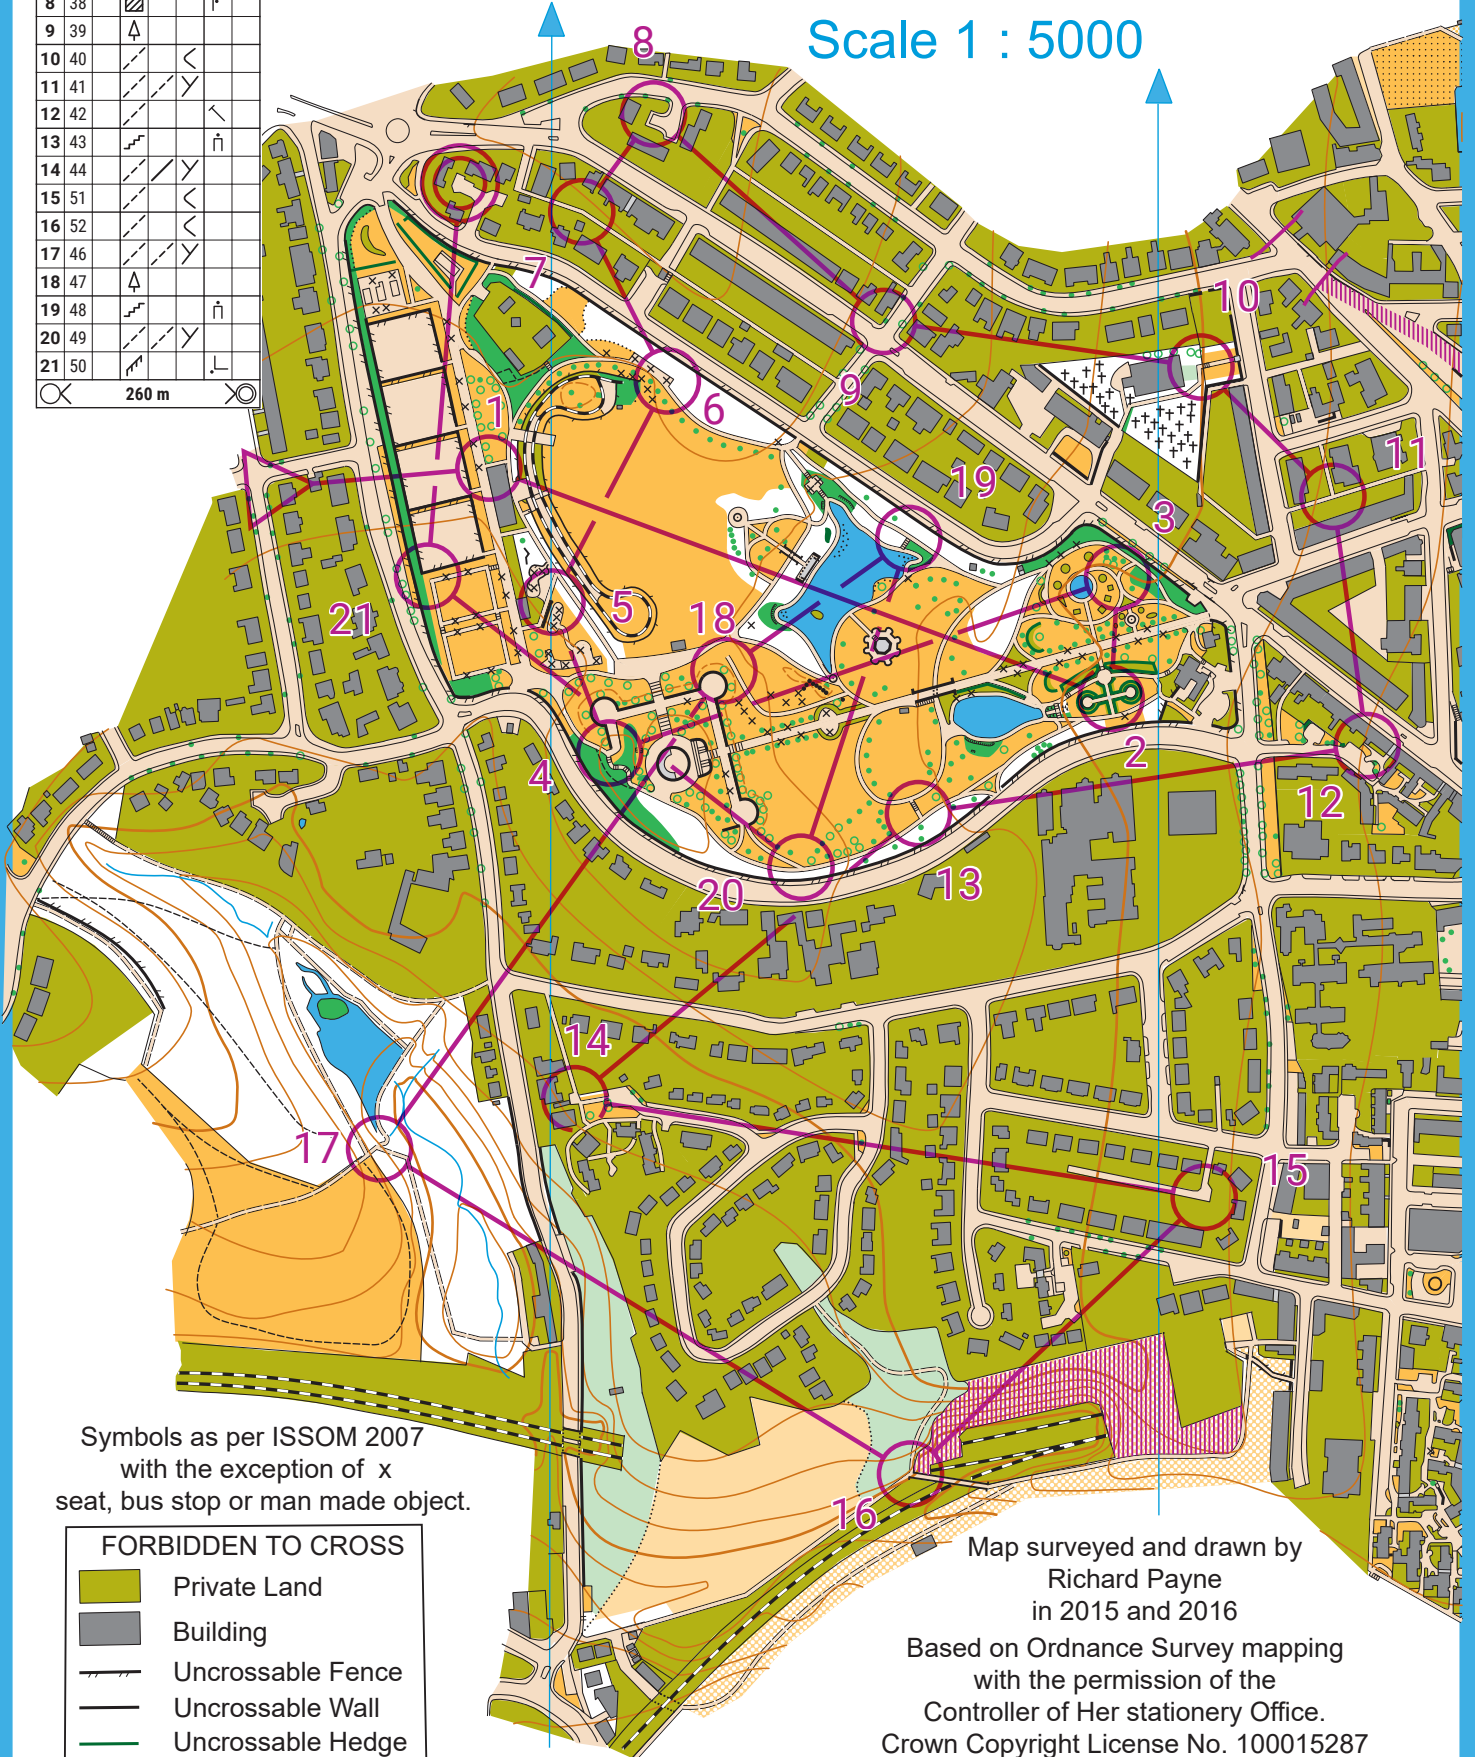 8 38
9 39
10 40
11 41
12 42
13 43
14 44
15 51
16 52
17 46
18 47
19 48
20 49
21 50
260 m
Scale 1 : 5000
8
7
10
1
6
9
11
19
3
21
5
18
2
4
12
20
13
14
17
15
16
Symbols as per ISSOM 2007
with the exception of x
seat, bus stop or man made object.
FORBIDDEN TO CROSS
Private Land
Building
Uncrossable Fence
Uncrossable Wall
Uncrossable Hedge
Map surveyed and drawn by
Richard Payne
in 2015 and 2016
Based on Ordnance Survey mapping
with the permission of the
Controller of Her stationery Office.
Crown Copyright License No. 100015287